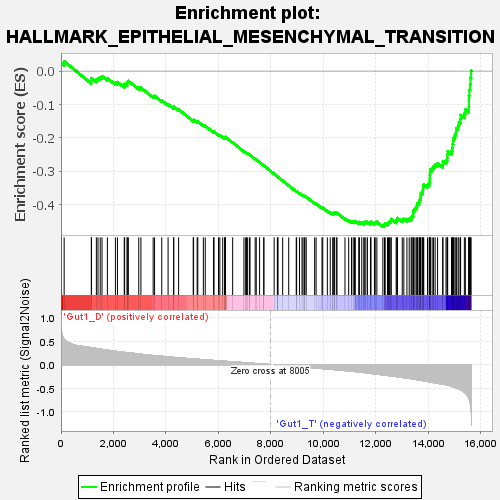 Enrichment plot:
HALLMARK_EPITHELIAL_MESENCHYMAL_TRANSITION
Enrichment score (ES)
0.0
-0.1
-0.2
-0.3
-0.4
Ranked list metric (Signal2Noise)
1.0
0.5
0.0
-0.5
-1.0
'Gut1_D' (positively correlated)
Zero cross at 8005
'Gut1_T' (negatively correlated)
0
2,000
4,000
6,000
8,000
10,000
12,000
14,000
16,000
Rank in Ordered Dataset
Enrichment profile
Hits
Ranking metric scores